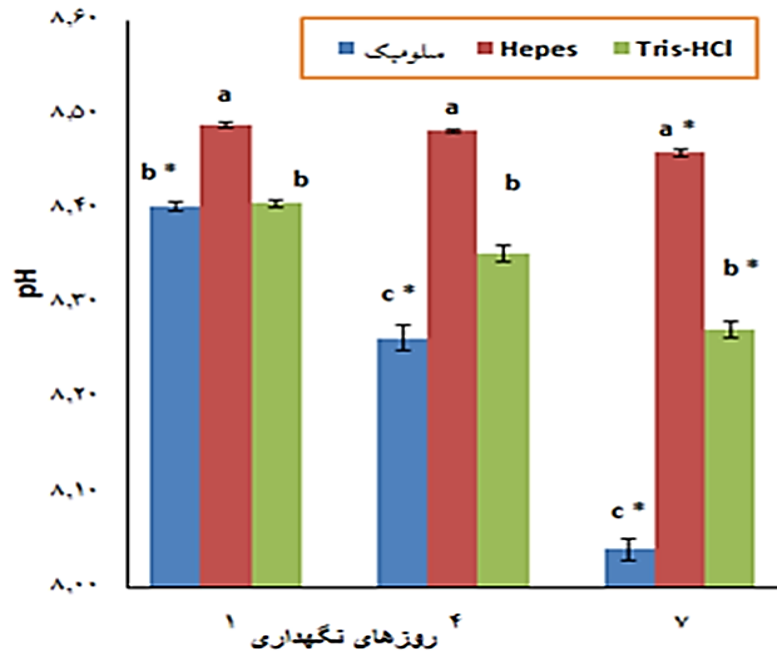 ۸,۶۰
Hepes Tris-HCl
۸,۵۰
a
a
a *
b *
b
b
۸,۴۰
pH
۸,۳۰
c *
b *
۸,۲۰
۸,۱۰
c *
۸,۰۰
۱ ۴ ۷
روزهای نگهداری